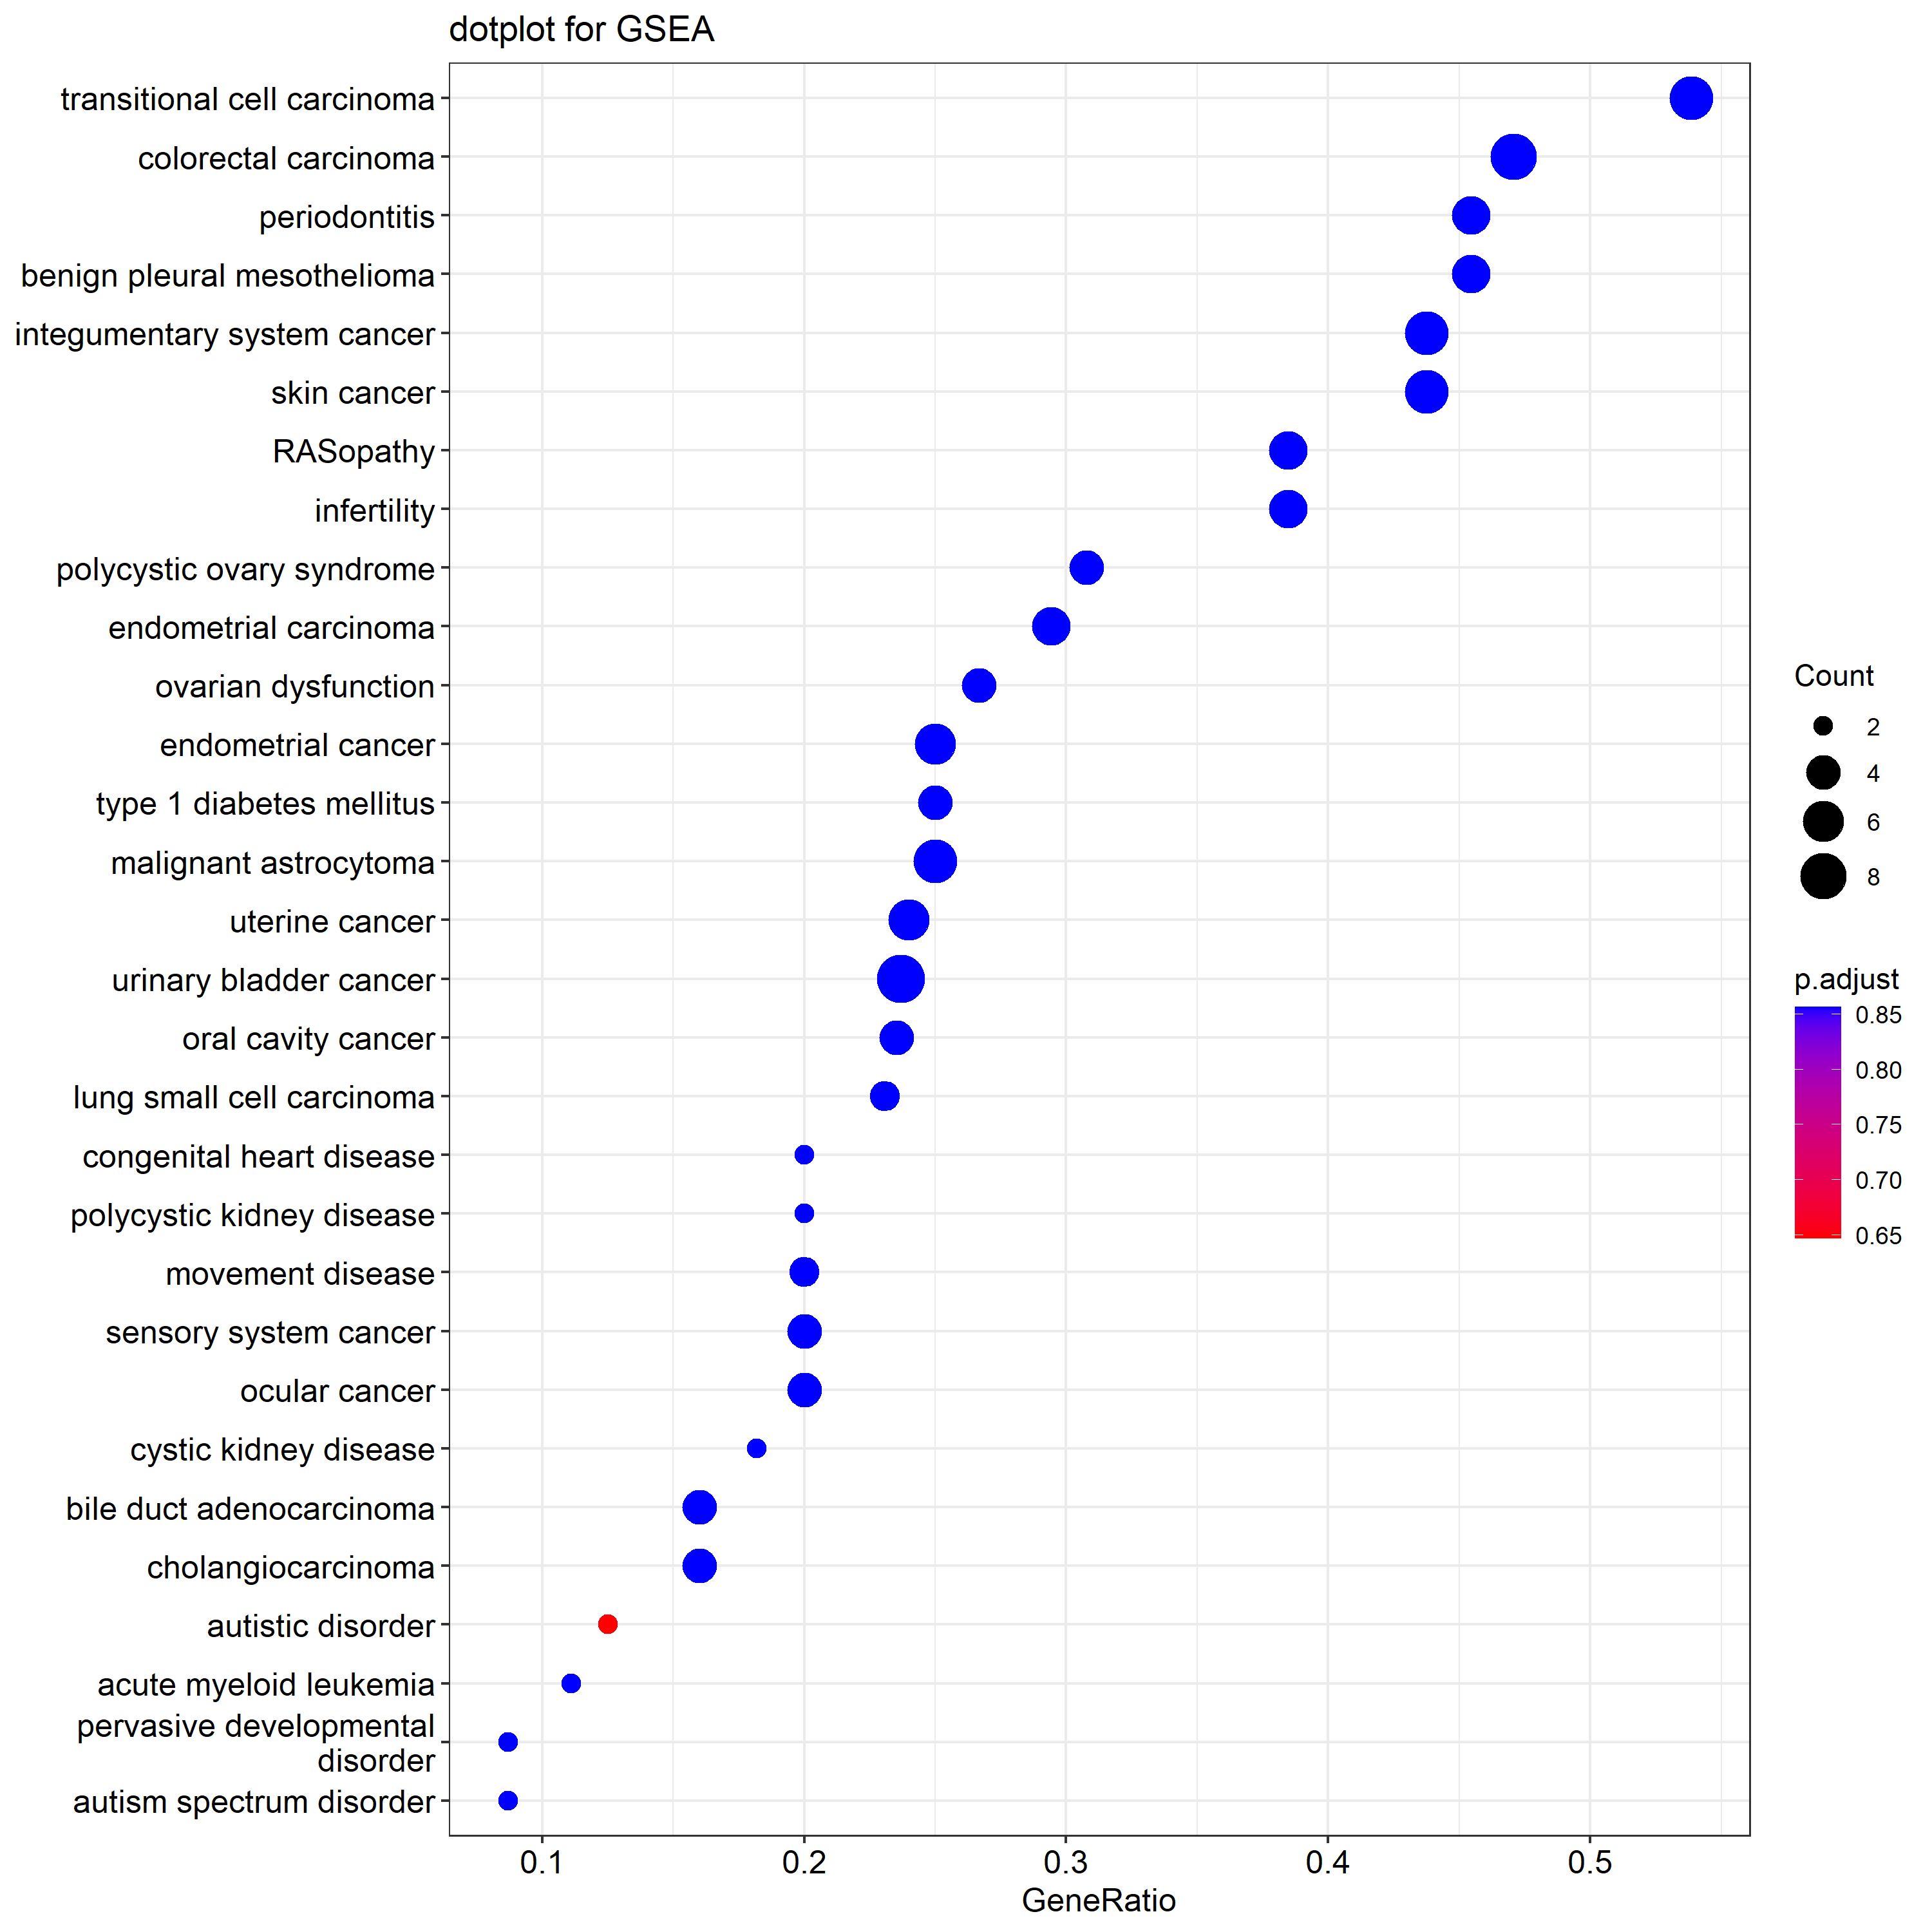 dotplot for GSEA
transitional cell carcinoma
colorectal carcinoma
periodontitis
benign pleural mesothelioma
integumentary system cancer
skin cancer
RASopathy
infertility
polycystic ovary syndrome
endometrial carcinoma
ovarian dysfunction
endometrial cancer
type 1 diabetes mellitus
malignant astrocytoma
uterine cancer
urinary bladder cancer
oral cavity cancer
lung small cell carcinoma
congenital heart disease
polycystic kidney disease
movement disease
sensory system cancer
ocular cancer
cystic kidney disease
bile duct adenocarcinoma
cholangiocarcinoma
autistic disorder
acute myeloid leukemia
pervasive developmental
disorder
autism spectrum disorder
0.1 0.2 0.3 0.4 0.5
GeneRatio
Count
2
4
6
8
p.adjust
0.85
0.80
0.75
0.70
0.65